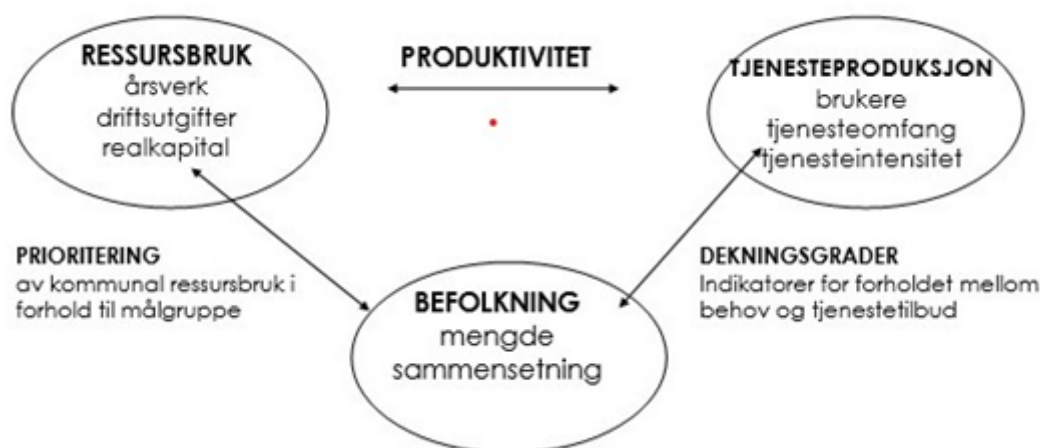 RESSURSBRUK
årsverk
driftsutgifter
realkapital
PRODUKTIVITET
TJENESTEPRODUKSJON
brukere
tjenesteomfang
tjenesteintensitet
PRIORITERING
av kommunal ressursbruk i
forhold til målgruppe
BEFOLKNING
mengde
sammensetning
DEKNINGSGRADER
Indikatorer for forholdet mellom
behov og tjenestetilbud